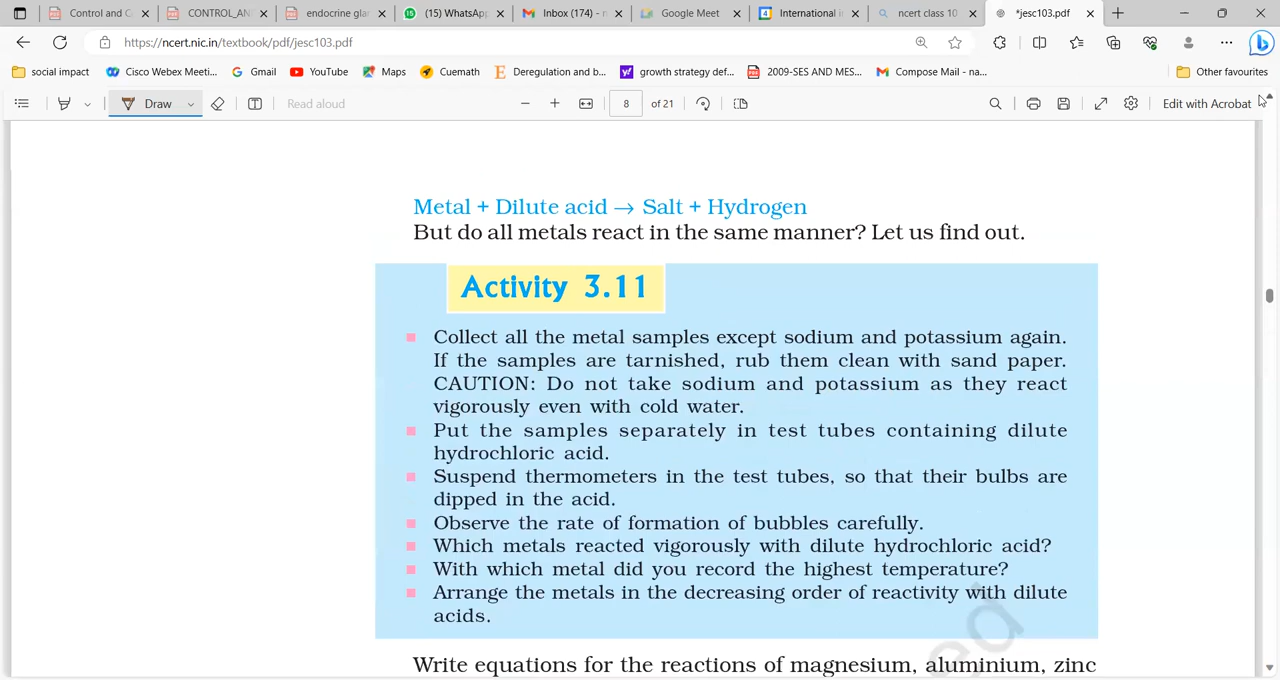 Control and C
CONTROL_AN
endocrine glar
(15) WhatsApp
Inbox (174) - n
Google Meet
International i
ncert class 10
*jesc103.pdf
https://ncert.nic.in/textbook/pdf/jesc103.pdf
social impact
Cisco Webex Meeti...
Gmail
YouTube
Maps
Cuemath
Deregulation and b...
growth strategy def...
2009-SES AND MES...
Compose Mail - na...
Other favourites
Draw
Read aloud
8
of 21
Edit with Acrobat
Metal + Dilute acid → Salt + Hydrogen
But do all metals react in the same manner? Let us find out.
Activity 3.11
Collect all the metal samples except sodium and potassium again.
If the samples are tarnished, rub them clean with sand paper.
CAUTION: Do not take sodium and potassium as they react
vigorously even with cold water.
Put the samples separately in test tubes containing dilute
hydrochloric acid.
Suspend thermometers in the test tubes, so that their bulbs are
dipped in the acid.
Observe the rate of formation of bubbles carefully.
Which metals reacted vigorously with dilute hydrochloric acid?
With which metal did you record the highest temperature?
Arrange the metals in the decreasing order of reactivity with dilute
acids.
ed
Write equations for the reactions of magnesium, aluminium, zinc